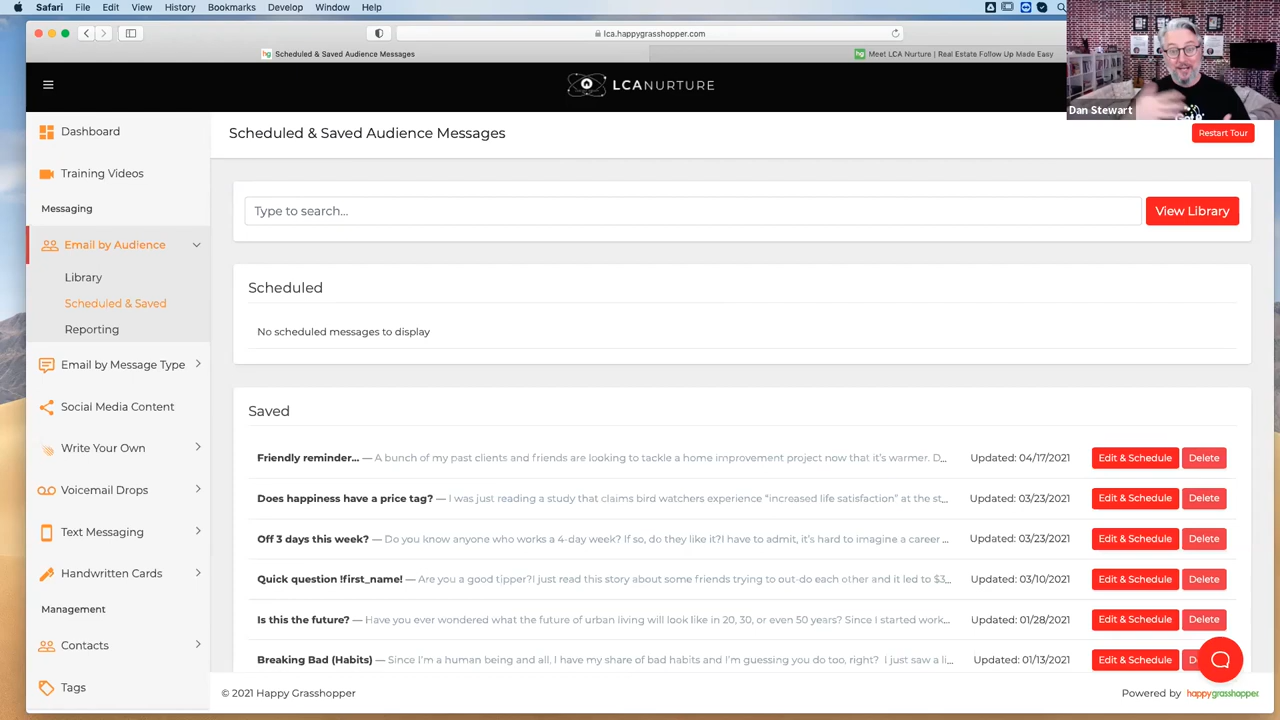 Safari File Edit View History Bookmarks Develop Window Help
lca.happygrasshopper.com
hg Scheduled & Saved Audience Messages
hg Meet LCA Nurture | Real Estate Follow Up Made Easy
LCANURTURE
Dan Stewart
Dashboard
Training Videos
Messaging
Email by Audience
Library
Scheduled & Saved
Reporting
Email by Message Type
Social Media Content
Write Your Own
Voicemail Drops
Text Messaging
Handwritten Cards
Management
Contacts
Tags
Scheduled & Saved Audience Messages
Restart Tour
Type to search...
View Library
Scheduled
No scheduled messages to display
Saved
Friendly reminder... — A bunch of my past clients and friends are looking to tackle a home improvement project now that it's warmer. D... Updated: 04/17/2021 Edit & Schedule Delete
Does happiness have a price tag? — I was just reading a study that claims bird watchers experience "increased life satisfaction" at the st... Updated: 03/23/2021 Edit & Schedule Delete
Off 3 days this week? — Do you know anyone who works a 4-day week? If so, do they like it?I have to admit, it's hard to imagine a career ... Updated: 03/23/2021 Edit & Schedule Delete
Quick question !first_name! — Are you a good tipper?I just read this story about some friends trying to out-do each other and it led to $3... Updated: 03/10/2021 Edit & Schedule Delete
Is this the future? — Have you ever wondered what the future of urban living will look like in 20, 30, or even 50 years? Since I started work... Updated: 01/28/2021 Edit & Schedule Delete
Breaking Bad (Habits) — Since I'm a human being and all, I have my share of bad habits and I'm guessing you do too, right? I just saw a li... Updated: 01/13/2021 Edit & Schedule
© 2021 Happy Grasshopper
Powered by happygrasshopper